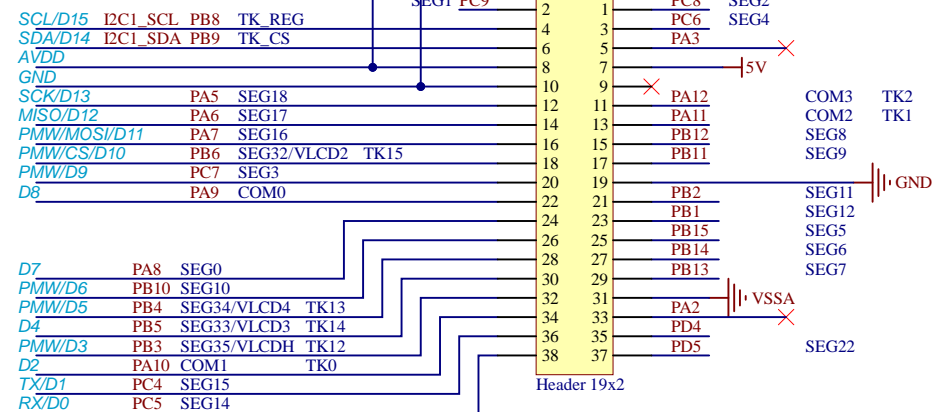 SEG1 PC9 2 1 PC8 SEG2
SCL/D15 I2C1_SCL PB8 TK_REG 4 3 PC6 SEG4
SDA/D14 I2C1_SDA PB9 TK_CS 6 5 PA3
AVDD 8 7 5V
GND 10 9
SCK/D13 PA5 SEG18 12 11 PA12 COM3 TK2
MISO/D12 PA6 SEG17 14 13 PA11 COM2 TK1
PMW/MOSI/D11 PA7 SEG16 16 15 PB12 SEG8
PMW/CS/D10 PB6 SEG32/VLCD2 TK15 18 17 PB11 SEG9
PMW/D9 PC7 SEG3 20 19 GND
D8 PA9 COM0 22 21 PB2 SEG11
24 23 PB1 SEG12
26 25 PB15 SEG5
28 27 PB14 SEG6
D7 PA8 SEG0 30 29 PB13 SEG7
PMW/D6 PB10 SEG10 32 31 VSSA
PMW/D5 PB4 SEG34/VLCD4 TK13 34 33 PA2
D4 PB5 SEG33/VLCD3 TK14 36 35 PD4
PMW/D3 PB3 SEG35/VLCDH TK12 38 37 PD5 SEG22
D2 PA10 COM1 TK0
TX/D1 PC4 SEG15 Header 19x2
RX/D0 PC5 SEG14